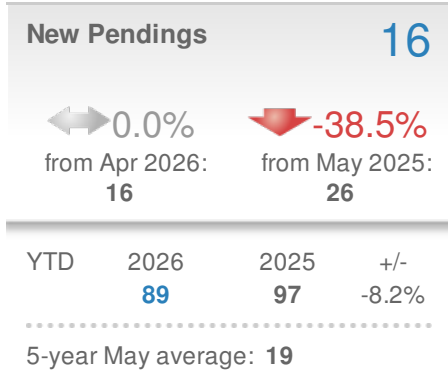 New Pendings 16
0.0% -38.5%
from Apr 2026: from May 2025:
16 26
YTD 2026 2025 +/-
89 97 -8.2%
5-year May average: 19